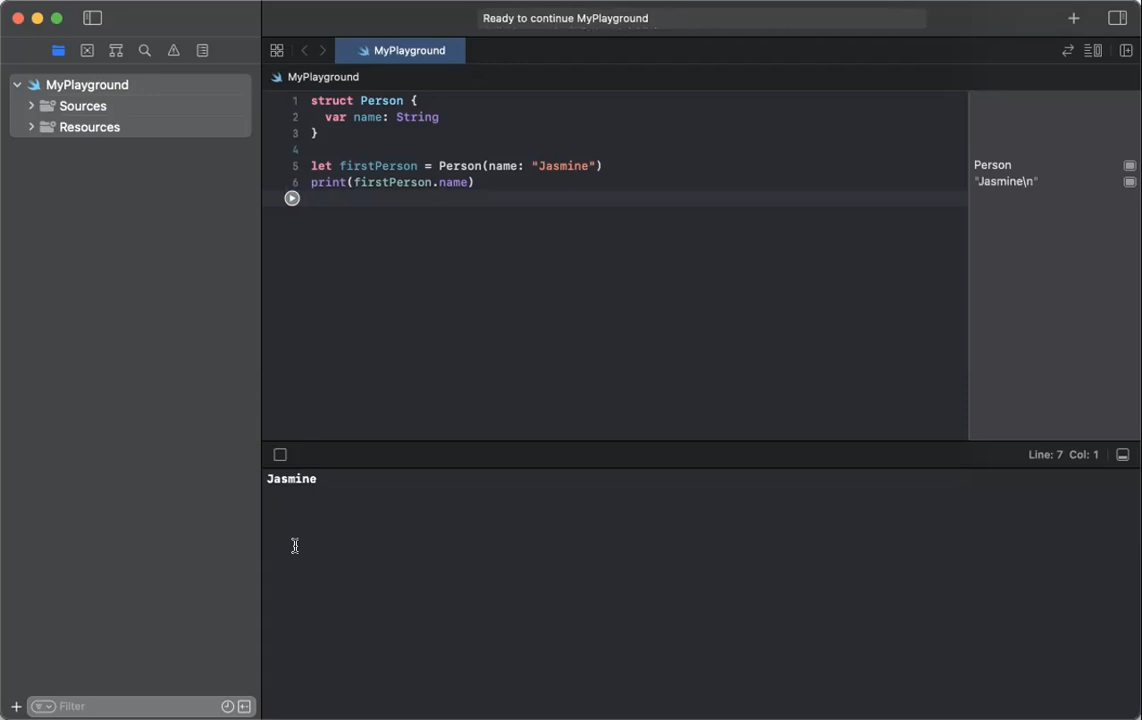 Ready to continue MyPlayground
MyPlayground
MyPlayground
MyPlayground
Sources
Resources
1 struct Person {
2 var name: String
3 }
4
5 let firstPerson = Person(name: "Jasmine")
6 print(firstPerson.name)
Person
"Jasmine\n"
Line: 7 Col: 1
Jasmine
Filter